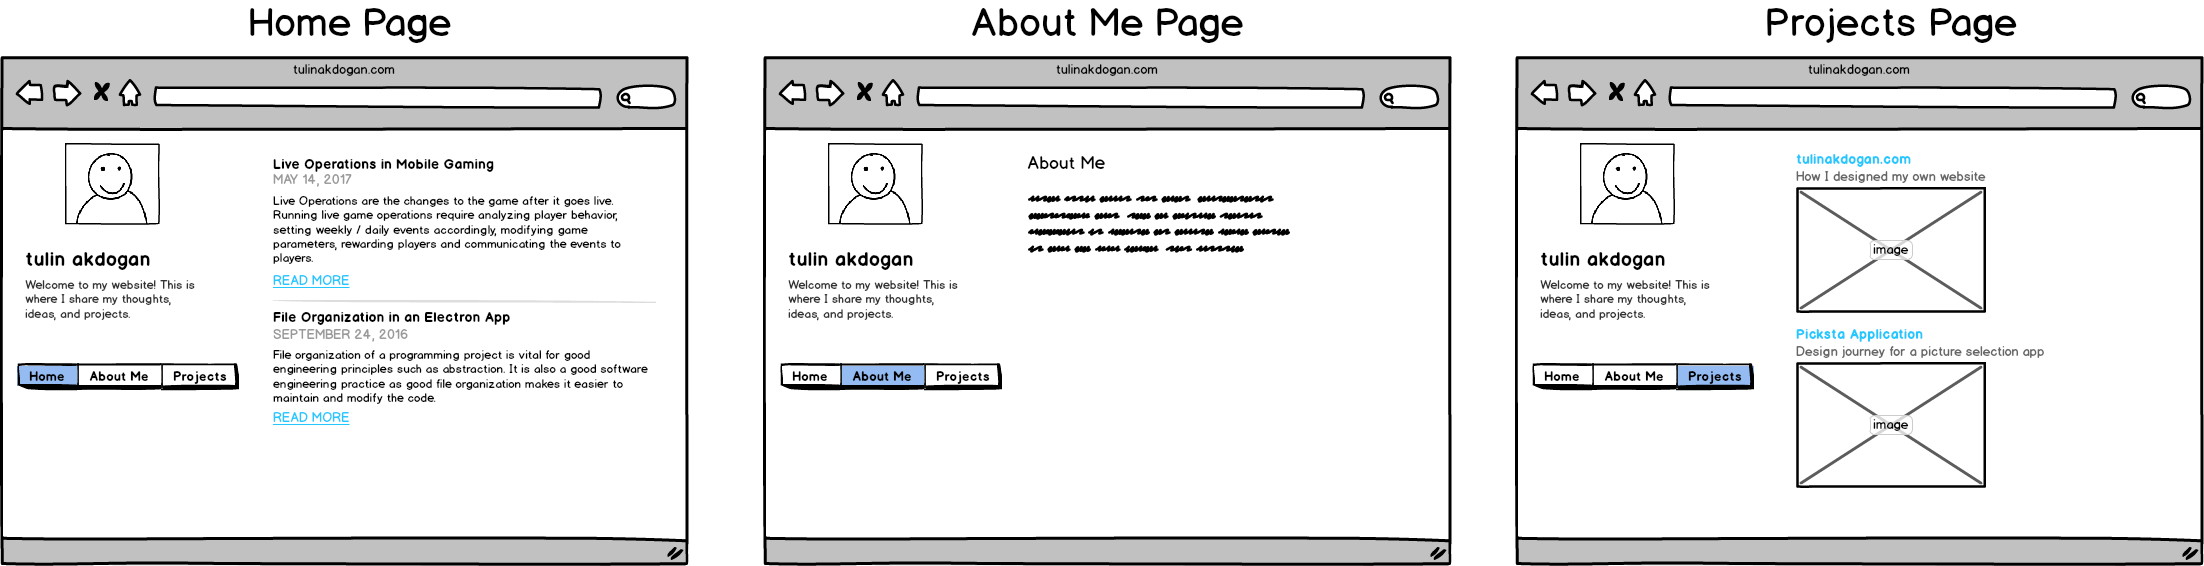 Home Page
tulinakdogan.com
tulin akdogan
Welcome to my website! This is
where I share my thoughts,
ideas, and projects.
Home About Me Projects
Live Operations in Mobile Gaming
MAY 14, 2017
Live Operations are the changes to the game after it goes live.
Running live game operations require analyzing player behavior,
setting weekly / daily events accordingly, modifying game
parameters, rewarding players and communicating the events to
players.
READ MORE
File Organization in an Electron App
SEPTEMBER 24, 2016
File organization of a programming project is vital for good
engineering principles such as abstraction. It is also a good software
engineering practice as good file organization makes it easier to
maintain and modify the code.
READ MORE
About Me Page
tulinakdogan.com
tulin akdogan
Welcome to my website! This is
where I share my thoughts,
ideas, and projects.
Home About Me Projects
About Me
Projects Page
tulinakdogan.com
tulin akdogan
Welcome to my website! This is
where I share my thoughts,
ideas, and projects.
Home About Me Projects
tulinakdogan.com
How I designed my own website
image
Picksta Application
Design journey for a picture selection app
image